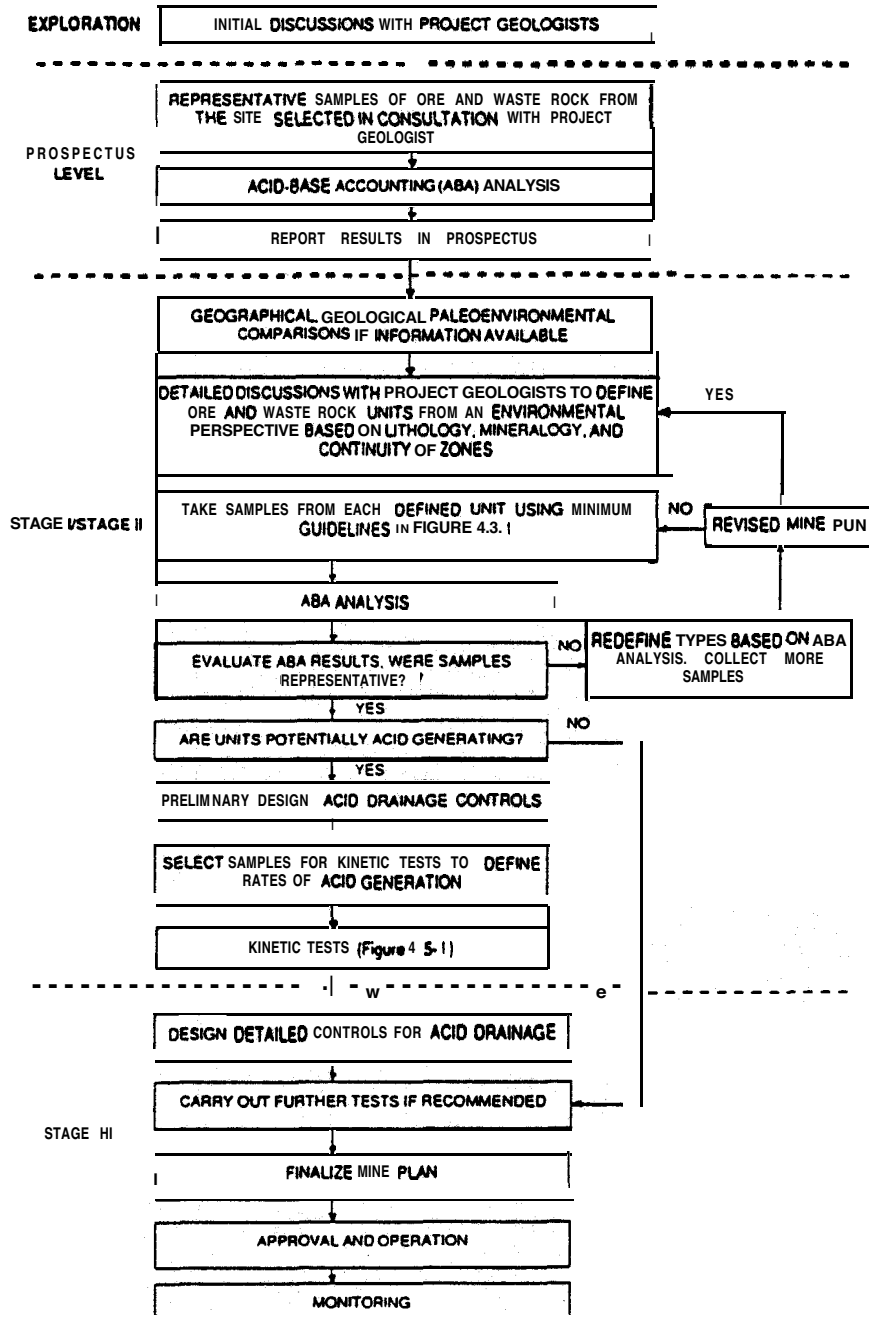 EXPLORATION
INITIAL DISCUSSIONS WITH PROJECT GEOLOGISTS
PROSPECTUS
LEVEL
REPRESENTATIVE SAMPLES OF ORE AND WASTE ROCK FROM
THE SITE SELECTED IN CONSULTATION WITH PROJECT
GEOLOGIST
ACID-BASE ACCOUNTING (ABA) ANALYSIS
REPORT RESULTS IN PROSPECTUS
GEOGRAPHICAL GEOLOGICAL PALEOENVIRONMENTAL
COMPARISONS IF INFORMATION AVAILABLE
DETAILED DISCUSSIONS WITH PROJECT GEOLOGISTS TO DEFINE
ORE AND WASTE ROCK UNITS FROM AN ENVIRONMENTAL
PERSPECTIVE BASED ON LITHOLOGY, MINERALOGY, AND
CONTINUITY OF ZONES
YES
STAGE I/STAGE II
TAKE SAMPLES FROM EACH DEFINED UNIT USING MINIMUM
GUIDELINES IN FIGURE 4.3. I
NO
REVISED MINE PUN
ABA ANALYSIS
EVALUATE ABA RESULTS, WERE SAMPLES
REPRESENTATIVE?
NO
REDEFINE TYPES BASED ON ABA
ANALYSIS. COLLECT MORE
SAMPLES
YES
ARE UNITS POTENTIALLY ACID GENERATING?
NO
YES
PRELIMNARY DESIGN ACID DRAINAGE CONTROLS
SELECT SAMPLES FOR KINETIC TESTS TO DEFINE
RATES OF ACID GENERATION
KINETIC TESTS (Figure 4 5- I)
w
e
DESIGN DETAILED CONTROLS FOR ACID DRAINAGE
CARRY OUT FURTHER TESTS IF RECOMMENDED
STAGE HI
FINALIZE MINE PLAN
APPROVAL AND OPERATION
MONITORING